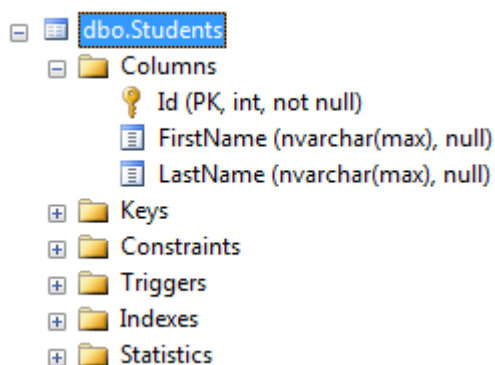 dbo.Students
Columns
Id (PK, int, not null)
FirstName (nvarchar(max), null)
LastName (nvarchar(max), null)
Keys
Constraints
Triggers
Indexes
Statistics